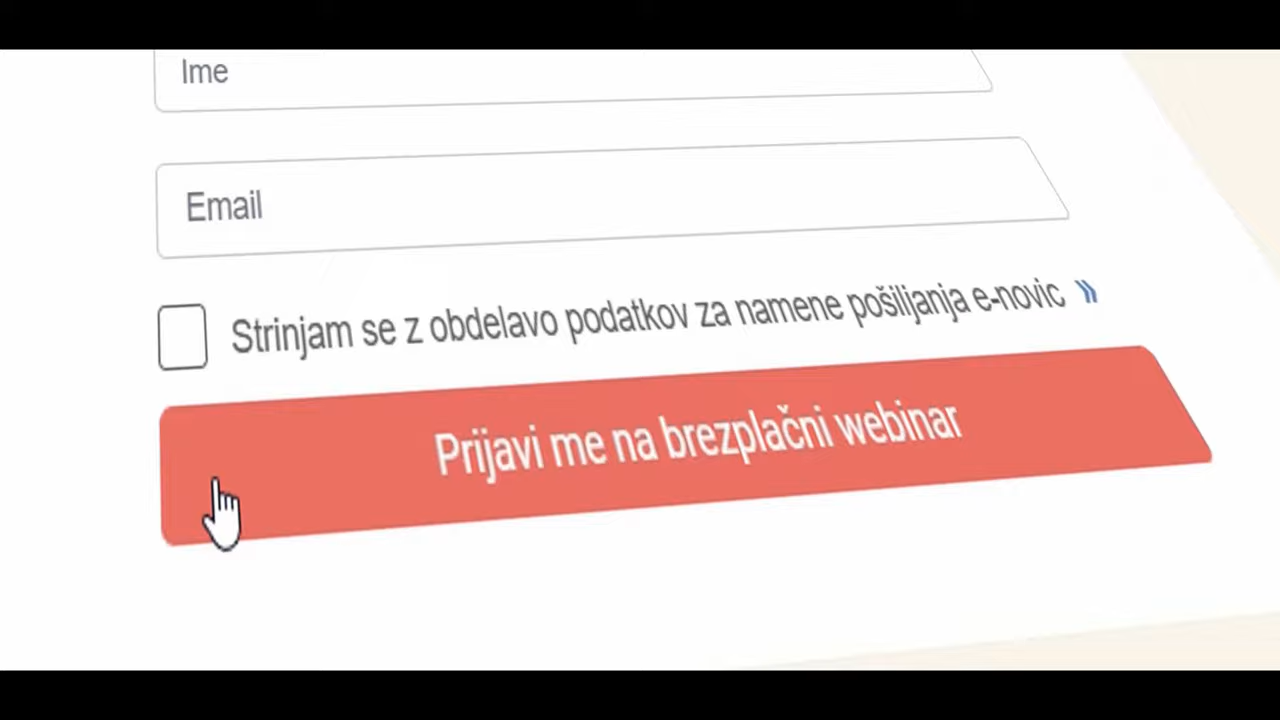 Ime
Email
Strinjam se z obdelavo podatkov za namene pošiljanja e-novic »
Prijavi me na brezplačni webinar